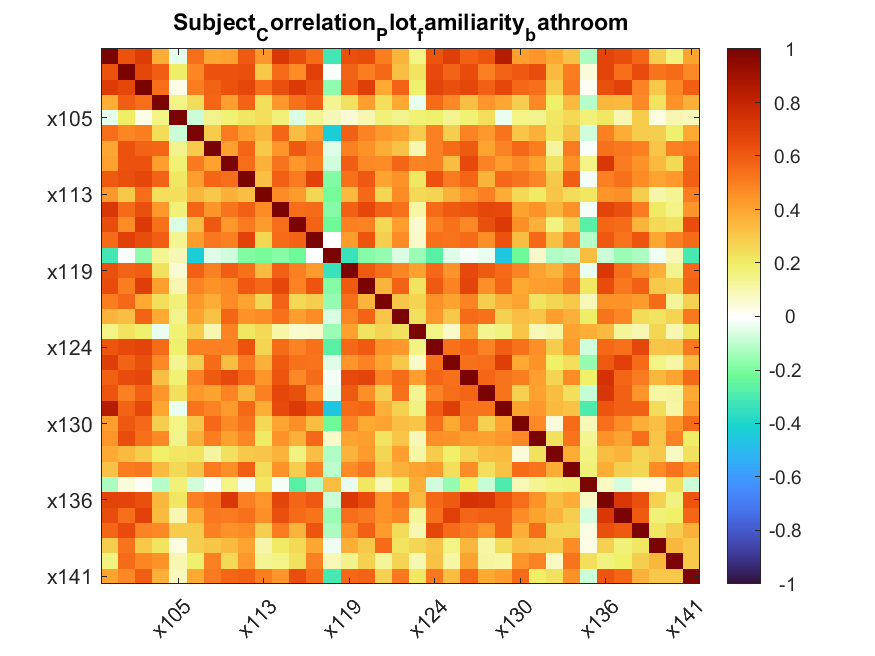 Subject_Correlation_Plot_familiarity_bathroom
x105
x113
x119
x124
x130
x136
x141
x105
x113
x119
x124
x130
x136
x141
1
0.8
0.6
0.4
0.2
0
-0.2
-0.4
-0.6
-0.8
-1